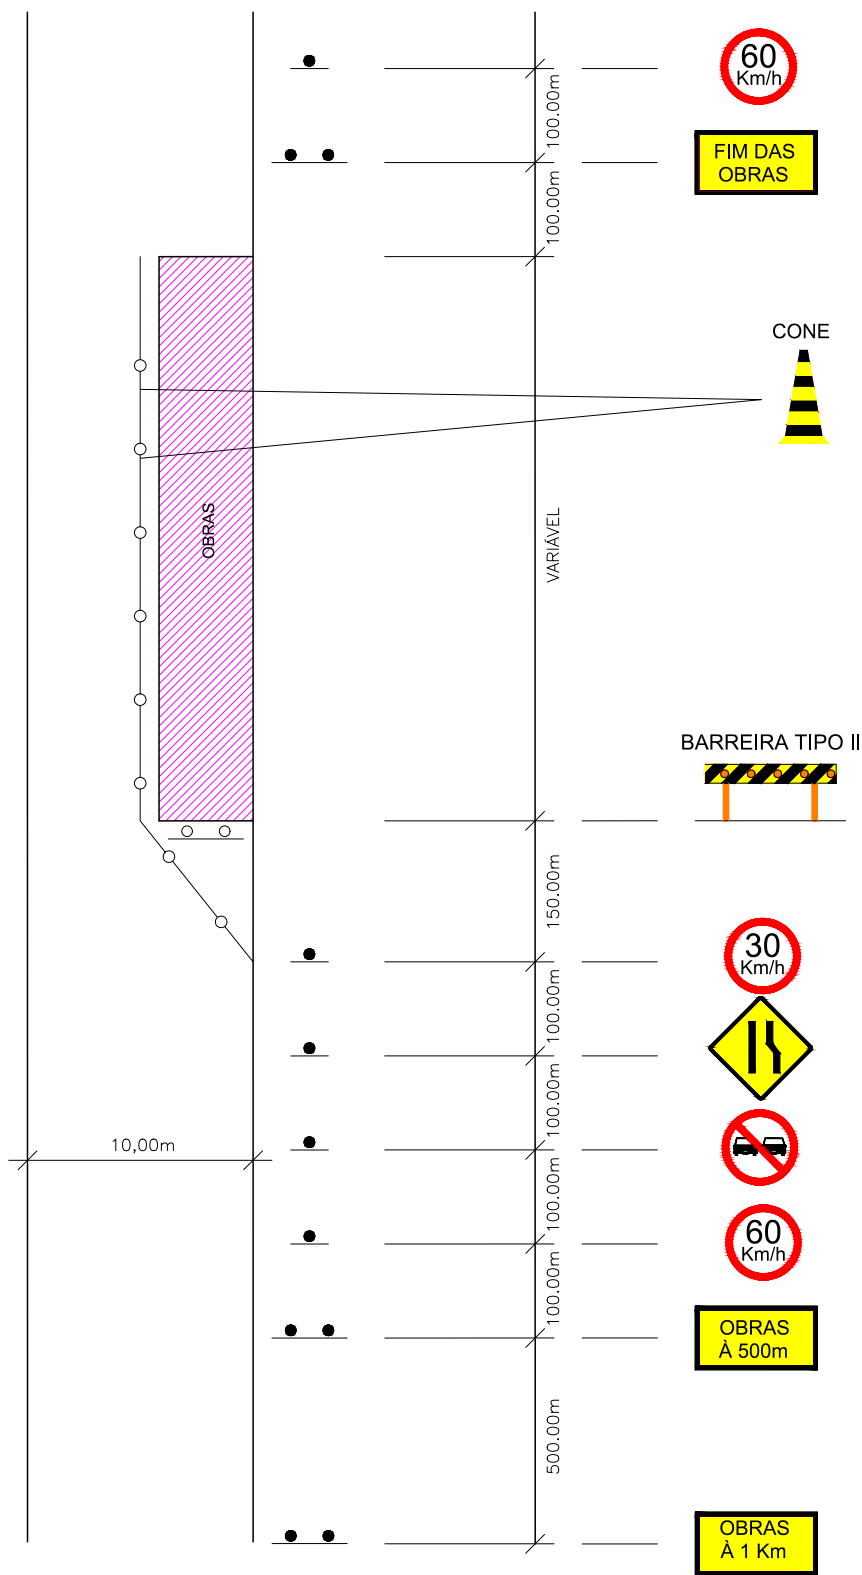 60
Km/h
100.00m
FIM DAS
OBRAS
100.00m
CONE
OBRAS
VARIÁVEL
BARREIRA TIPO II
150.00m
30
Km/h
100.00m
100.00m
10,00m
100.00m
60
Km/h
100.00m
OBRAS
À 500m
500.00m
OBRAS
À 1 Km